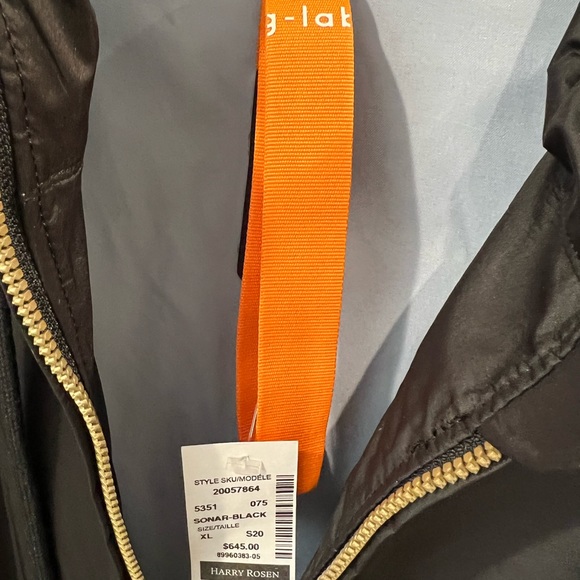 g-lab
STYLE SKU/MODÈLE
20057864
5351 075
SONAR-BLACK
SIZE/TAILLE
XL S20
$645.00
89960383-05
HARRY ROSEN